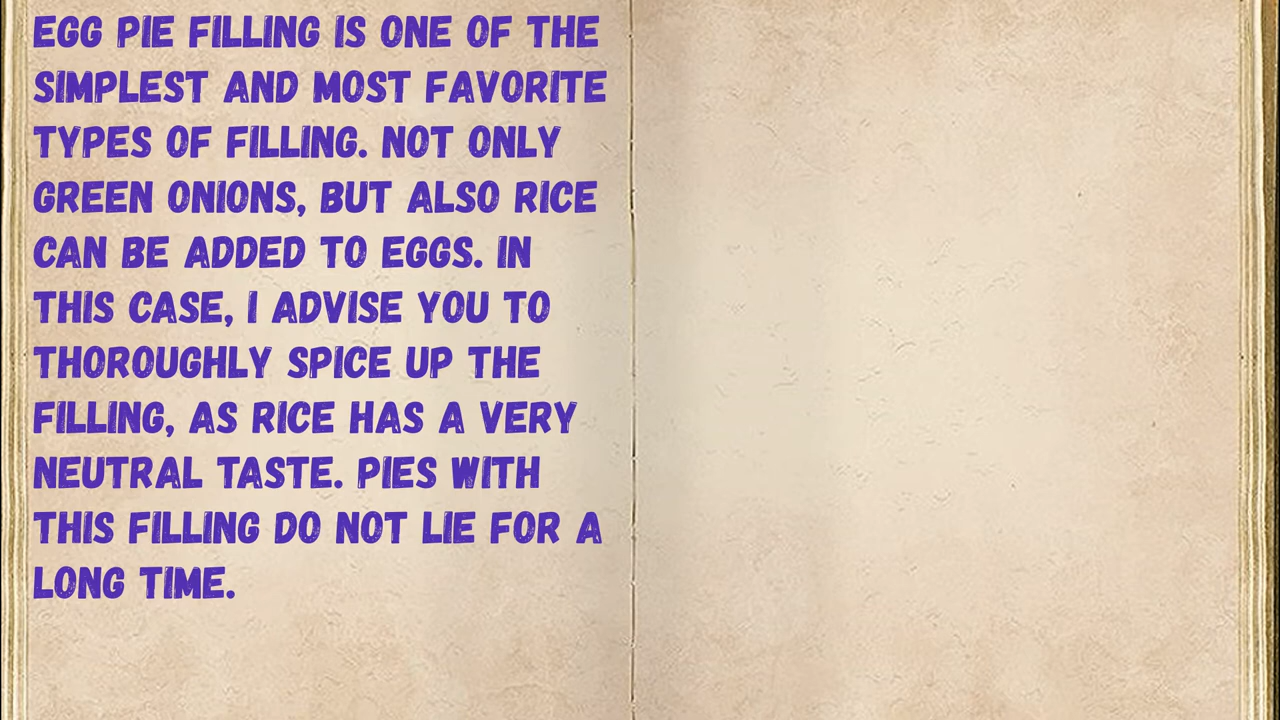 EGG PIE FILLING IS ONE OF THE
SIMPLEST AND MOST FAVORITE
TYPES OF FILLING. NOT ONLY
GREEN ONIONS, BUT ALSO RICE
CAN BE ADDED TO EGGS. IN
THIS CASE, I ADVISE YOU TO
THOROUGHLY SPICE UP THE
FILLING, AS RICE HAS A VERY
NEUTRAL TASTE. PIES WITH
THIS FILLING DO NOT LIE FOR A
LONG TIME.